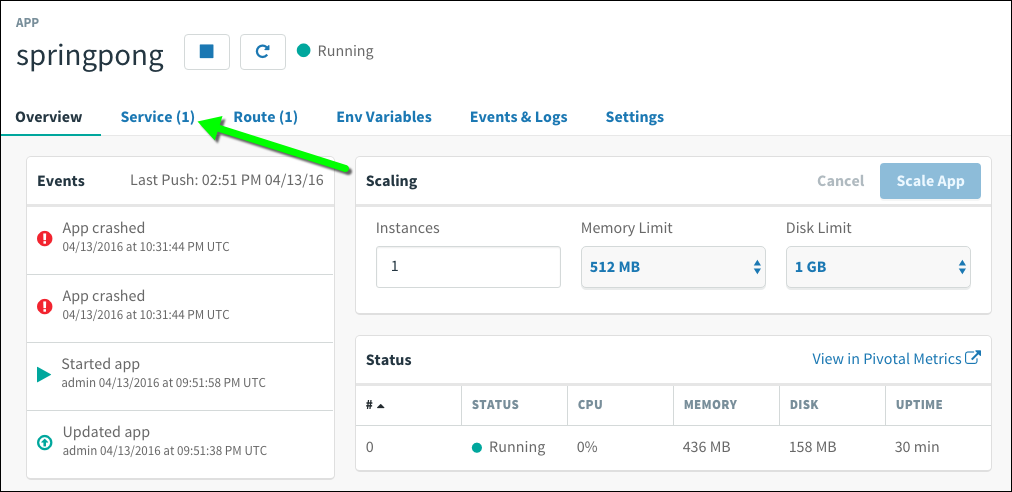 APP
springpong
Running
Overview Service (1) Route (1) Env Variables Events & Logs Settings
Events Last Push: 02:51 PM 04/13/16
App crashed
04/13/2016 at 10:31:44 PM UTC
App crashed
04/13/2016 at 10:31:44 PM UTC
Started app
admin 04/13/2016 at 09:51:58 PM UTC
Updated app
admin 04/13/2016 at 09:51:38 PM UTC
Scaling Cancel Scale App
Instances Memory Limit Disk Limit
1 512 MB 1 GB
Status View in Pivotal Metrics
# STATUS CPU MEMORY DISK UPTIME
0 Running 0% 436 MB 158 MB 30 min